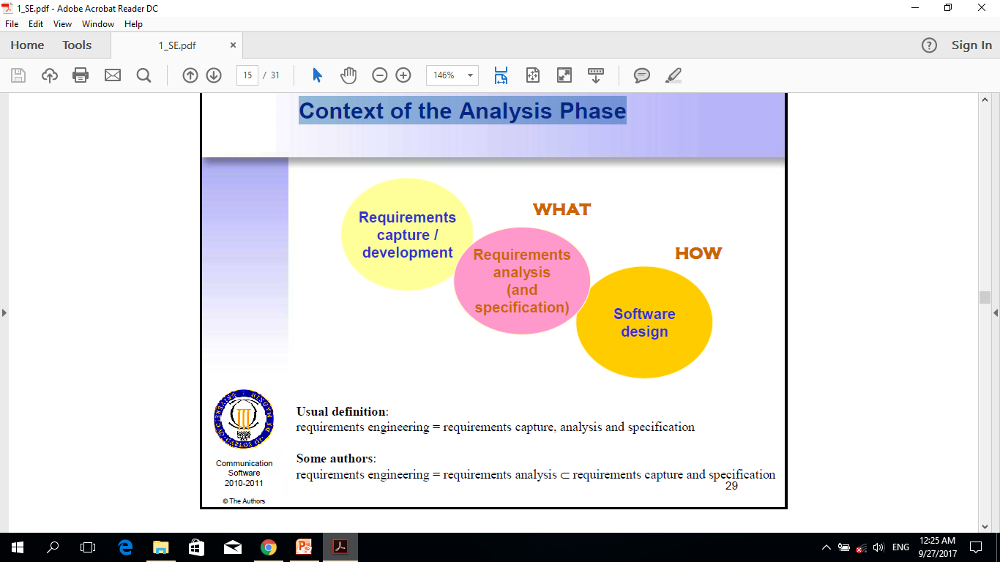 1_SE.pdf - Adobe Acrobat Reader DC
File Edit View Window Help
Home Tools 1_SE.pdf × ? Sign In
15 / 31 146%
Context of the Analysis Phase
WHAT
Requirements
capture /
development
HOW
Requirements
analysis
(and
specification)
Software
design
Usual definition:
requirements engineering = requirements capture, analysis and specification
Some authors:
requirements engineering = requirements analysis ⊂ requirements capture and specification
29
Communication
Software
2010-2011
© The Authors
ENG
12:25 AM
9/27/2017